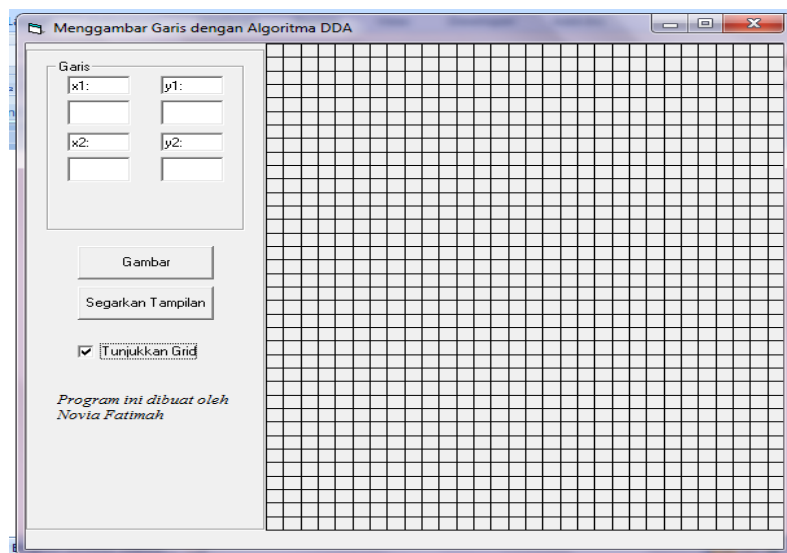 Menggambar Garis dengan Algoritma DDA
Garis
x1: y1:
x2: y2:
Gambar
Segarkan Tampilan
Tunjukkan Grid
Program ini dibuat oleh
Novia Fatimah